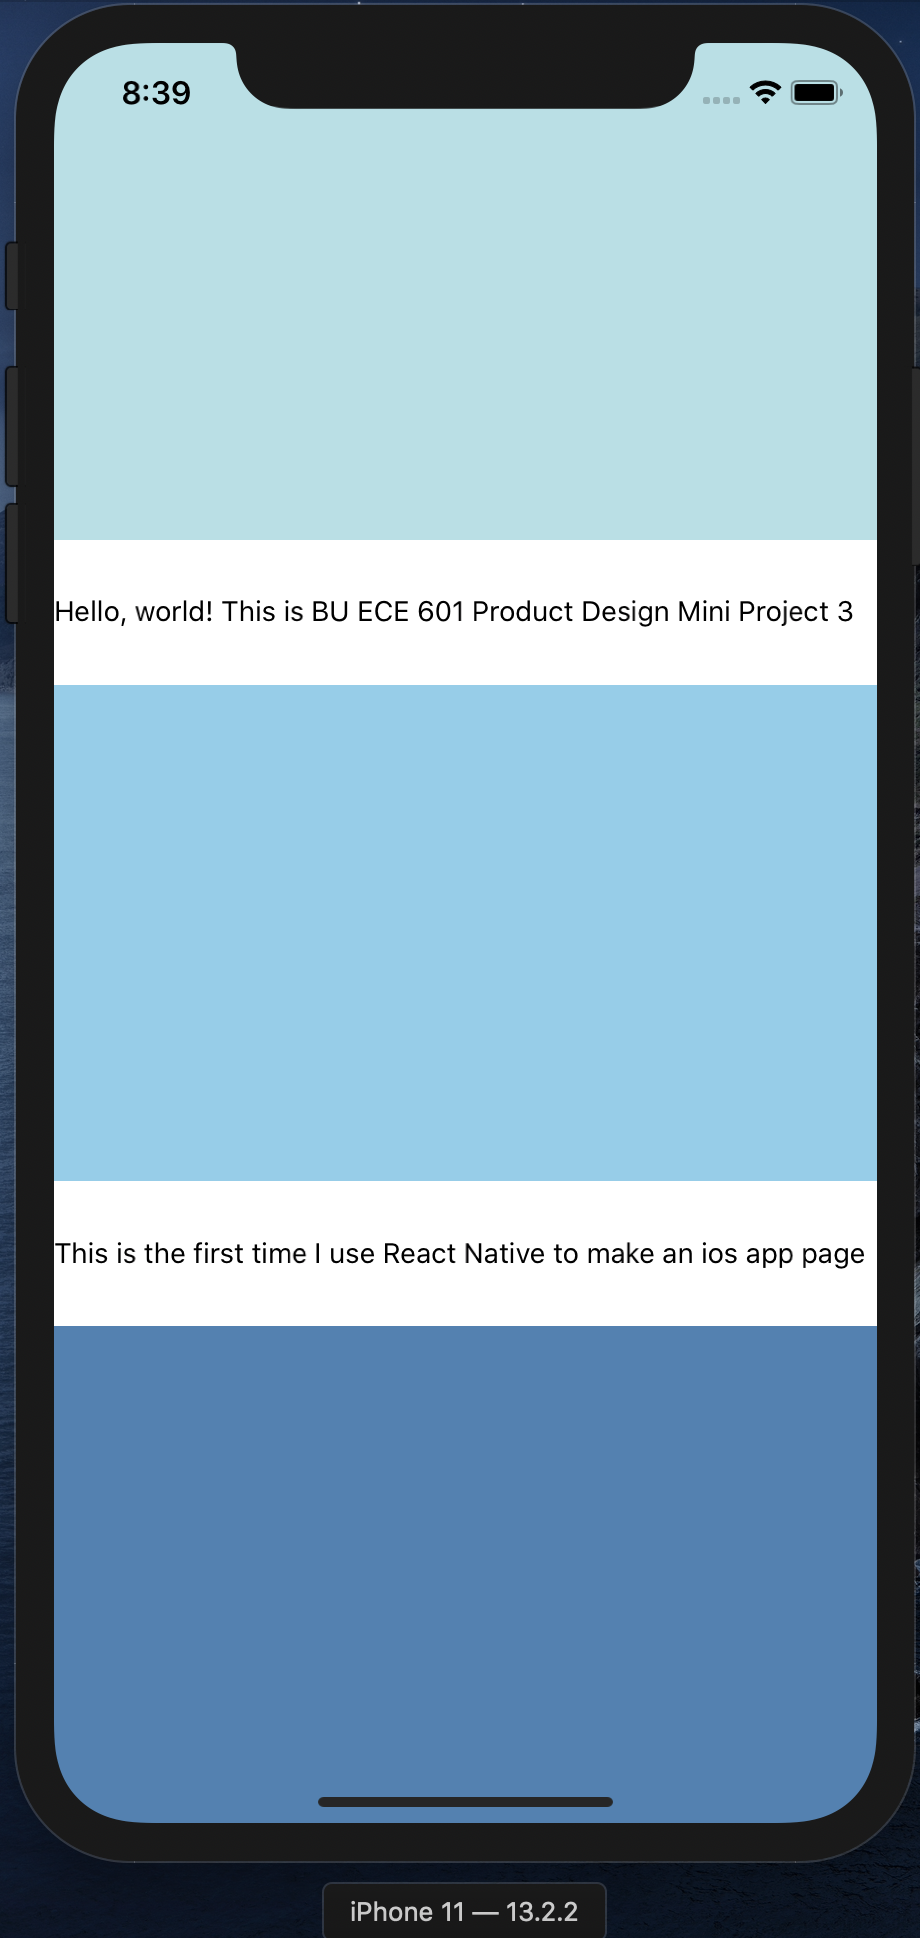 8:39
Hello, world! This is BU ECE 601 Product Design Mini Project 3
This is the first time I use React Native to make an ios app page
iPhone 11 — 13.2.2